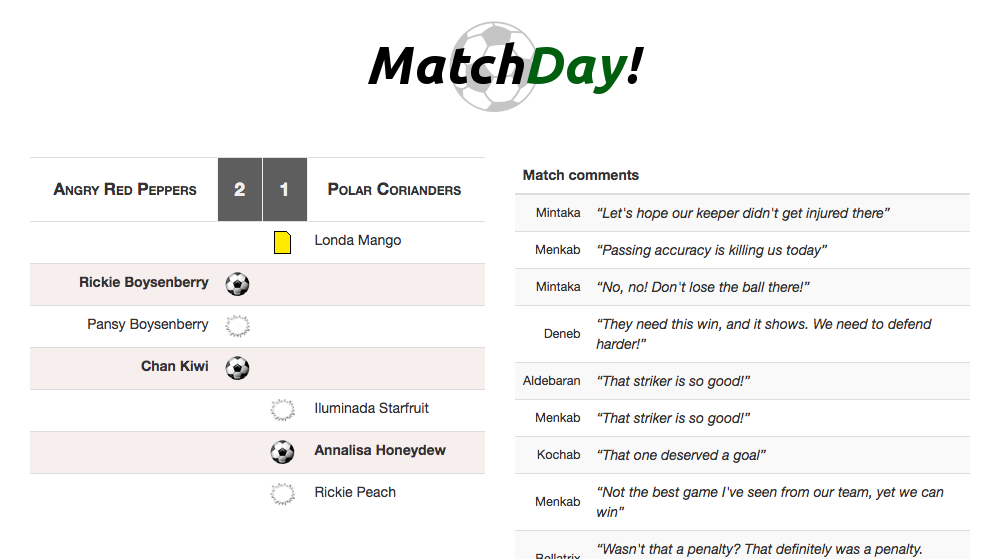 MatchDay!
Angry Red Peppers 2 1 Polar Corianders
Londa Mango
Rickie Boysenberry
Pansy Boysenberry
Chan Kiwi
Iluminada Starfruit
Annalisa Honeydew
Rickie Peach
Match comments
Mintaka “Let's hope our keeper didn't get injured there”
Menkab “Passing accuracy is killing us today”
Mintaka “No, no! Don't lose the ball there!”
Deneb “They need this win, and it shows. We need to defend
harder!”
Aldebaran “That striker is so good!”
Menkab “That striker is so good!”
Kochab “That one deserved a goal”
Menkab “Not the best game I've seen from our team, yet we can
win”
Bellatrix “Wasn't that a penalty? That definitely was a penalty.